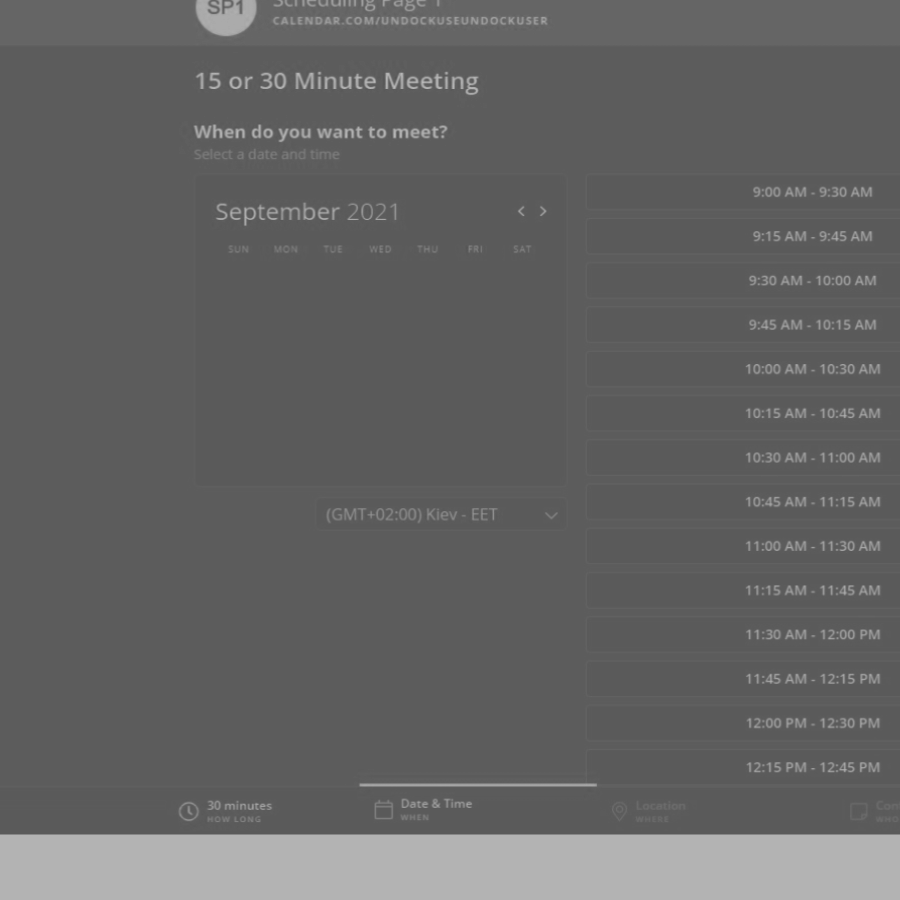 SP1
Scheduling Page 1
CALENDAR.COM/UNDOCKUSEUNDOCKUSER
15 or 30 Minute Meeting
When do you want to meet?
Select a date and time
September 2021
SUN MON TUE WED THU FRI SAT
(GMT+02:00) Kiev - EET
9:00 AM - 9:30 AM
9:15 AM - 9:45 AM
9:30 AM - 10:00 AM
9:45 AM - 10:15 AM
10:00 AM - 10:30 AM
10:15 AM - 10:45 AM
10:30 AM - 11:00 AM
10:45 AM - 11:15 AM
11:00 AM - 11:30 AM
11:15 AM - 11:45 AM
11:30 AM - 12:00 PM
11:45 AM - 12:15 PM
12:00 PM - 12:30 PM
12:15 PM - 12:45 PM
30 minutes
HOW LONG
Date & Time
WHEN
Location
WHERE